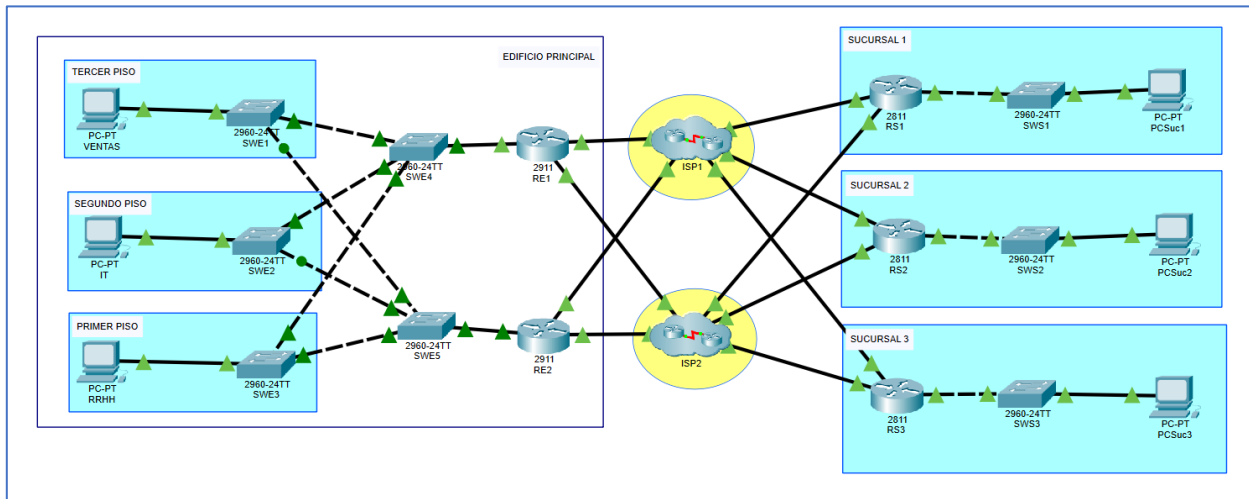 EDIFICIO PRINCIPAL
TERCER PISO
PC-PT
VENTAS
2960-24TT
SWE1
SEGUNDO PISO
PC-PT
IT
2960-24TT
SWE2
PRIMER PISO
PC-PT
RRHH
2960-24TT
SWE3
2960-24TT
SWE4
2960-24TT
SWE5
2911
RE1
2911
RE2
ISP1
ISP2
SUCURSAL 1
2811
RS1
2960-24TT
SWS1
PC-PT
PCSuc1
SUCURSAL 2
2811
RS2
2960-24TT
SWS2
PC-PT
PCSuc2
SUCURSAL 3
2811
RS3
2960-24TT
SWS3
PC-PT
PCSuc3